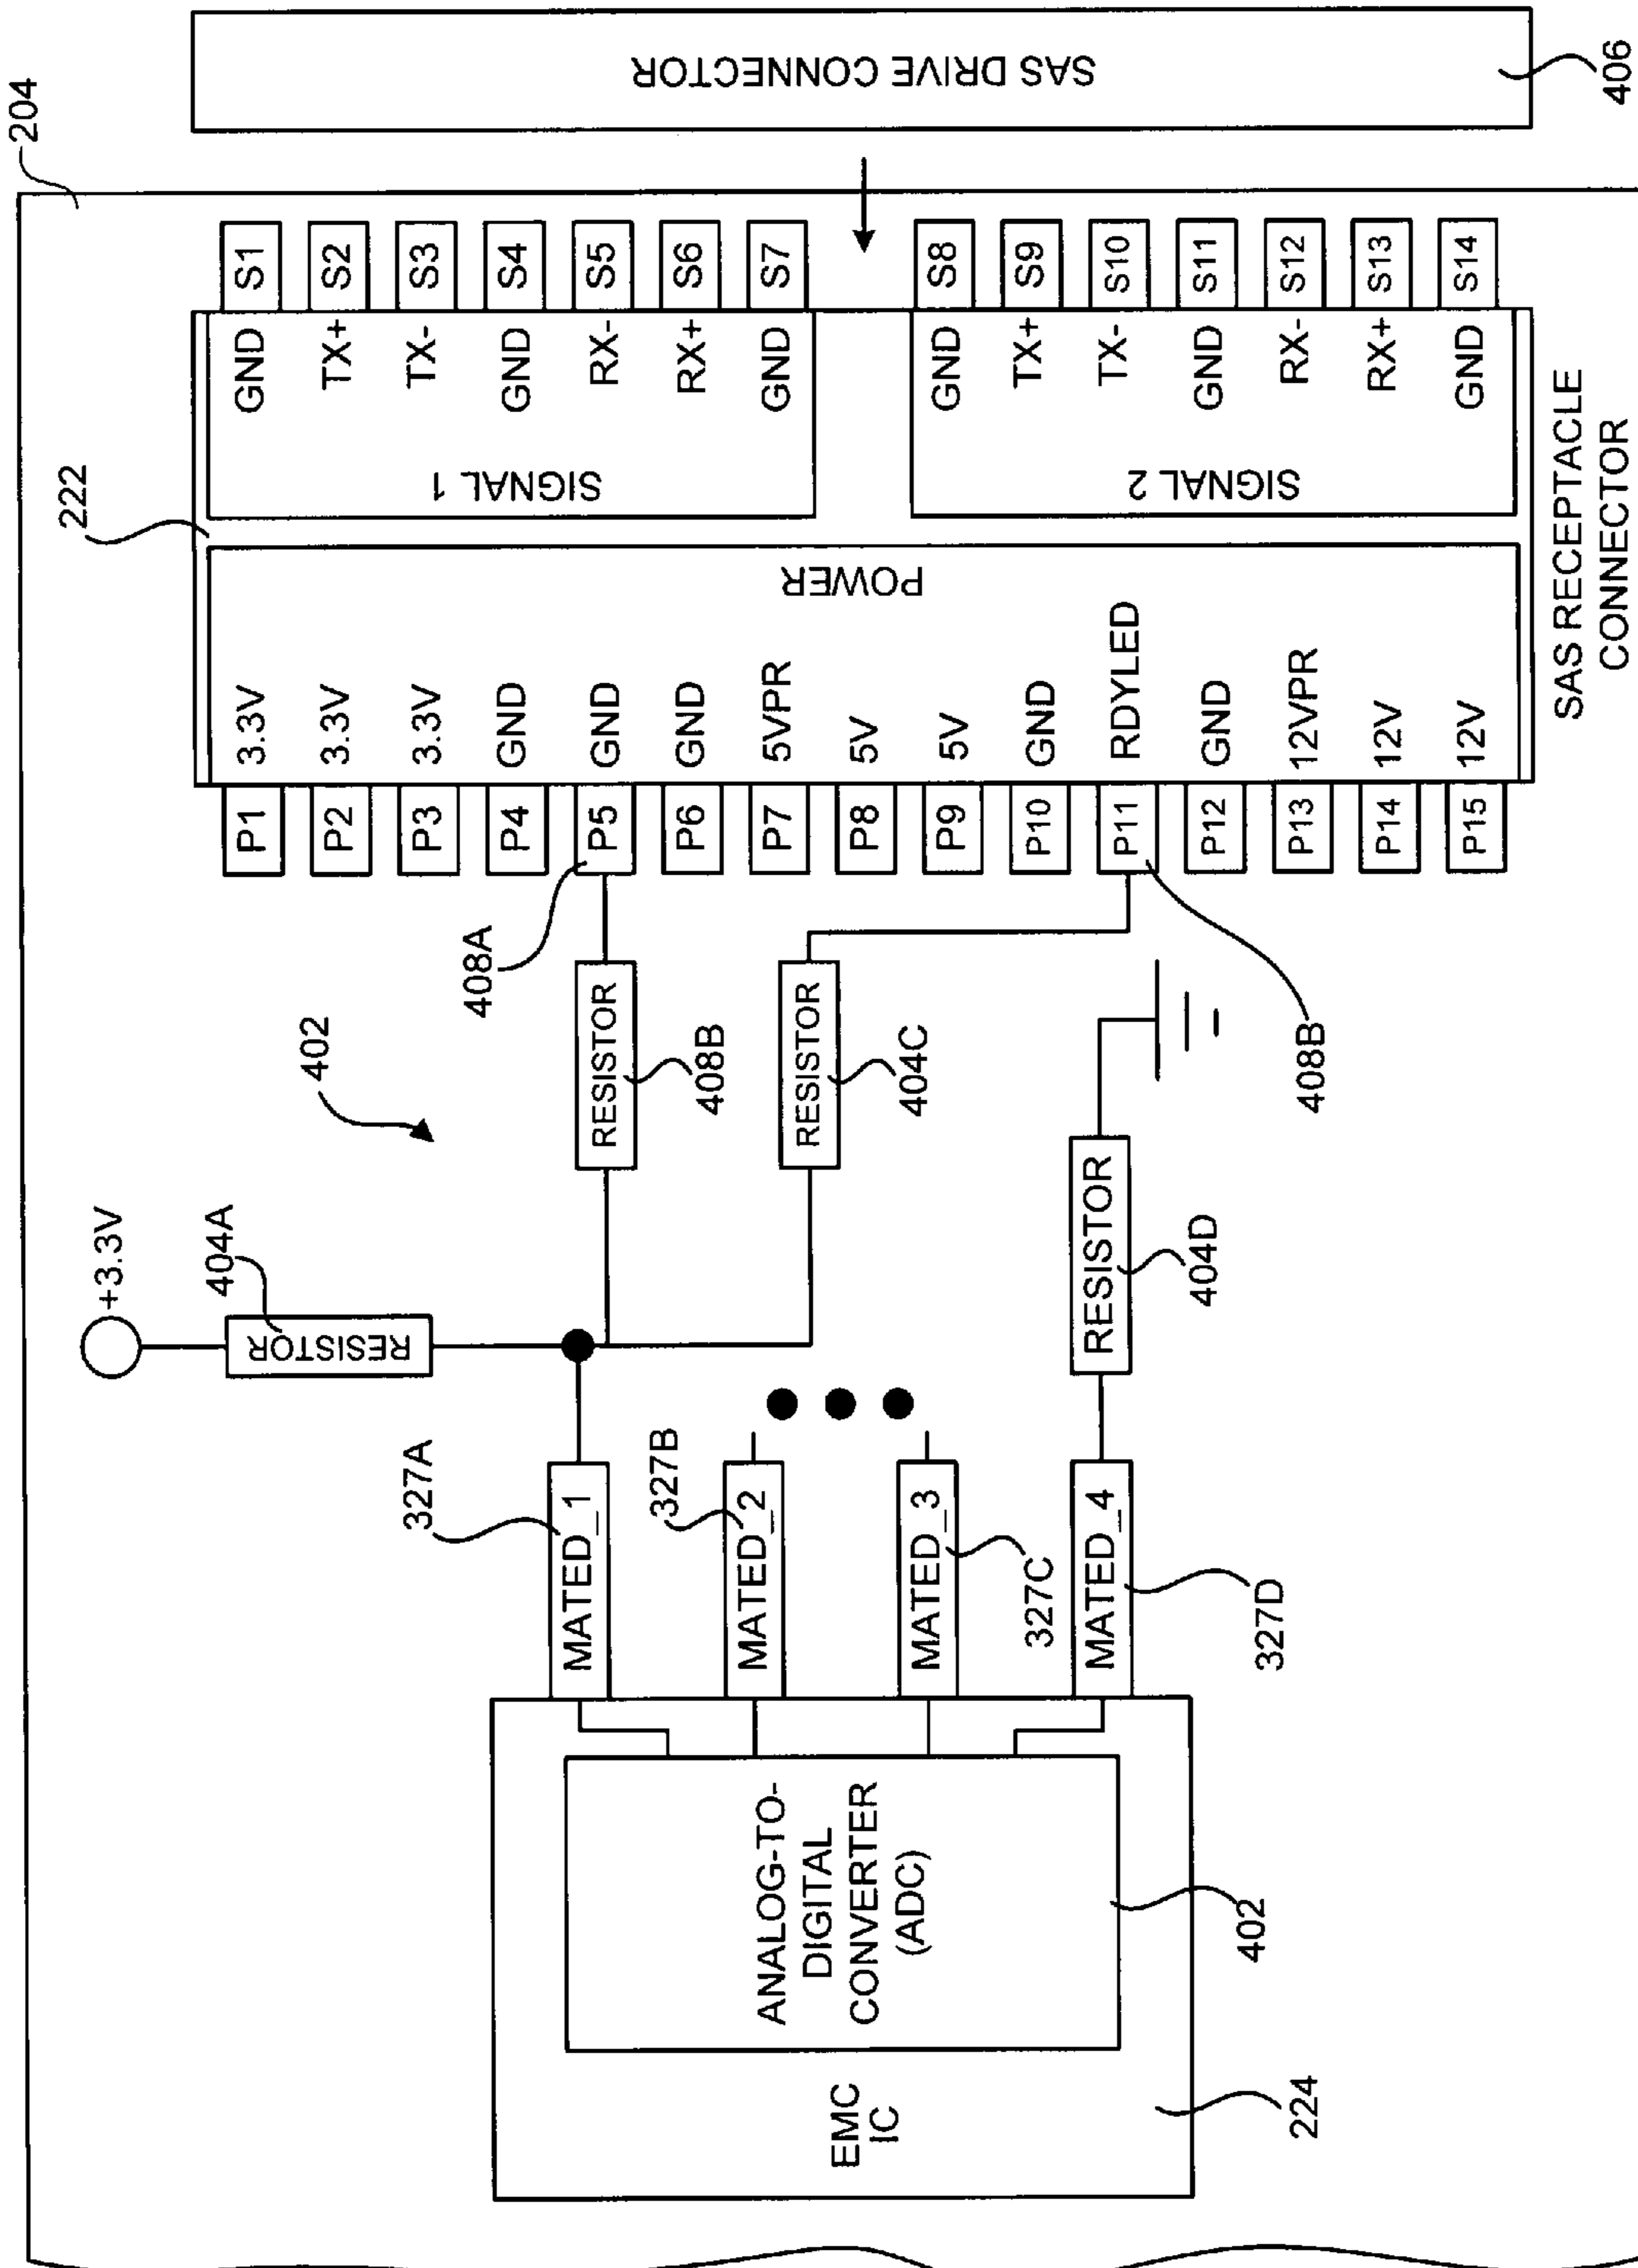 204
SAS DRIVE CONNECTOR
406
222
SIGNAL 1
GND S1
TX+ S2
TX- S3
GND S4
RX- S5
RX+ S6
GND S7
SIGNAL 2
GND S8
TX+ S9
TX- S10
GND S11
RX- S12
RX+ S13
GND S14
POWER
P1 3.3V
P2 3.3V
P3 3.3V
P4 GND
P5 GND
P6 GND
P7 5VPR
P8 5V
P9 5V
P10 GND
P11 RDYLED
P12 GND
P13 12VPR
P14 12V
P15 12V
SAS RECEPTACLE
CONNECTOR
408A
408B
402
+3.3V
404A
RESISTOR
RESISTOR
408B
RESISTOR
404C
RESISTOR
404D
327A
MATED_1
327B
MATED_2
MATED_3
327C
MATED_4
327D
ANALOG-TO-
DIGITAL
CONVERTER
(ADC)
402
EMC
IC
224